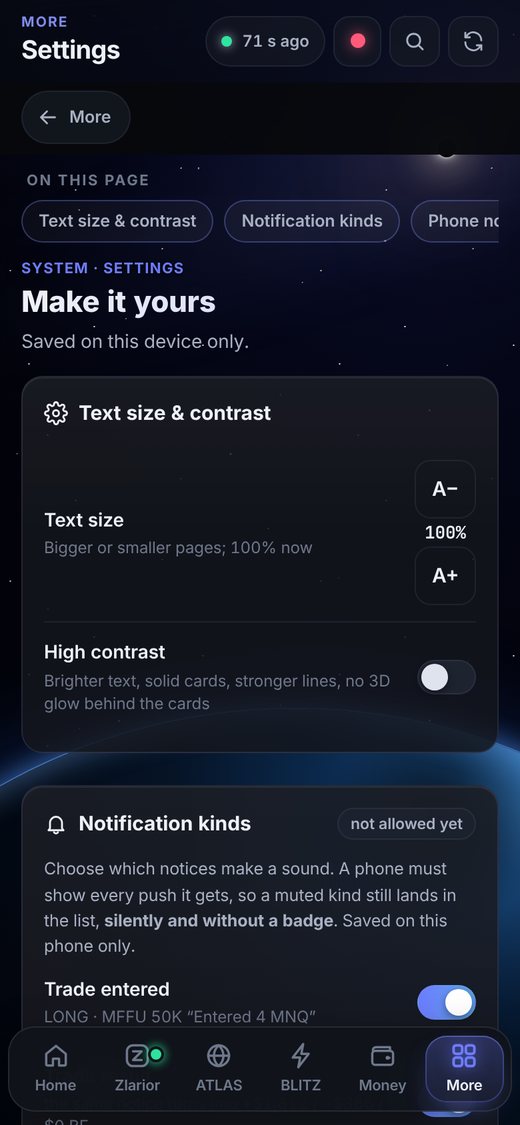 MORE
Settings
71 s ago
More
ON THIS PAGE
Text size & contrast
Notification kinds
Phone no
SYSTEM · SETTINGS
Make it yours
Saved on this device only.
Text size & contrast
A−
Text size
100%
Bigger or smaller pages; 100% now
A+
High contrast
Brighter text, solid cards, stronger lines, no 3D
glow behind the cards
Notification kinds
not allowed yet
Choose which notices make a sound. A phone must
show every push it gets, so a muted kind still lands in
the list, silently and without a badge. Saved on this
phone only.
Trade entered
LONG · MFFU 50K “Entered 4 MNQ”
Home
Zlarior
ATLAS
BLITZ
Money
More